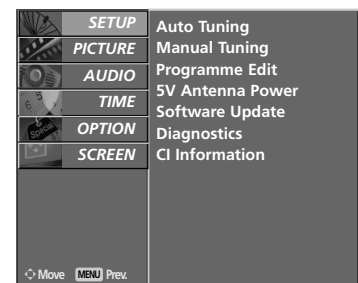 SETUP
PICTURE
AUDIO
TIME
OPTION
SCREEN
Move MENU Prev.
Auto Tuning
Manual Tuning
Programme Edit
5V Antenna Power
Software Update
Diagnostics
CI Information